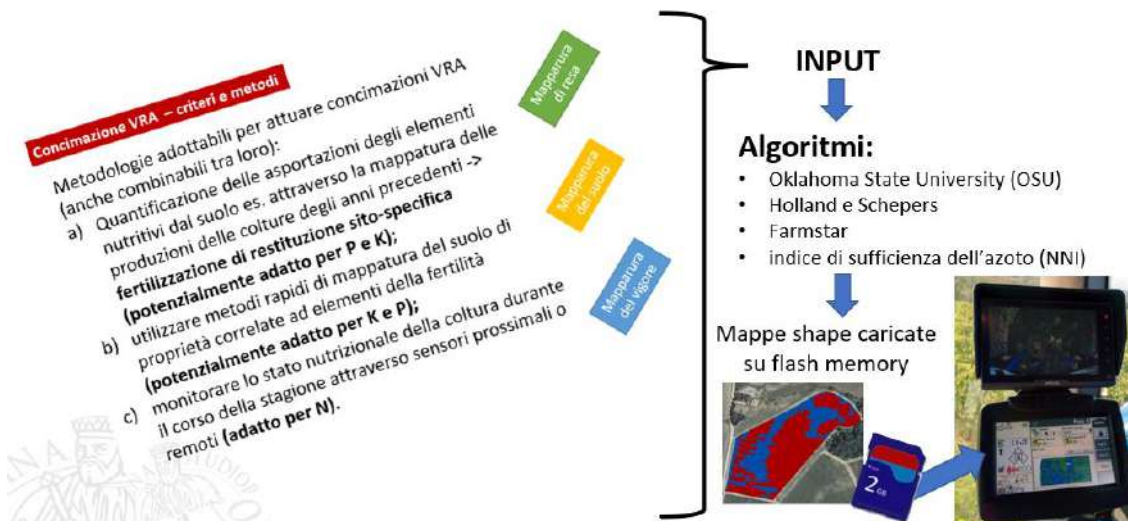 Concimazione VRA – criteri e metodi
Metodologie adottabili per attuare concimazioni VRA
(anche combinabili tra loro):
a) Quantificazione delle asportazioni degli elementi
nutritivi dal suolo es. attraverso la mappatura delle
produzioni delle colture degli anni precedenti ->
fertilizzazione di restituzione sito-specifica
(potenzialmente adatto per P e K);
b) utilizzare metodi rapidi di mappatura del suolo di
proprietà correlate ad elementi della fertilità
(potenzialmente adatto per K e P);
c) monitorare lo stato nutrizionale della coltura durante
il corso della stagione attraverso sensori prossimali o
remoti (adatto per N).
Mapparura
di resa
Mapparura
del suolo
Mapparura
del vigore
INPUT
Algoritmi:
• Oklahoma State University (OSU)
• Holland e Schepers
• Farmstar
• indice di sufficienza dell'azoto (NNI)
Mappe shape caricate
su flash memory
2 GB